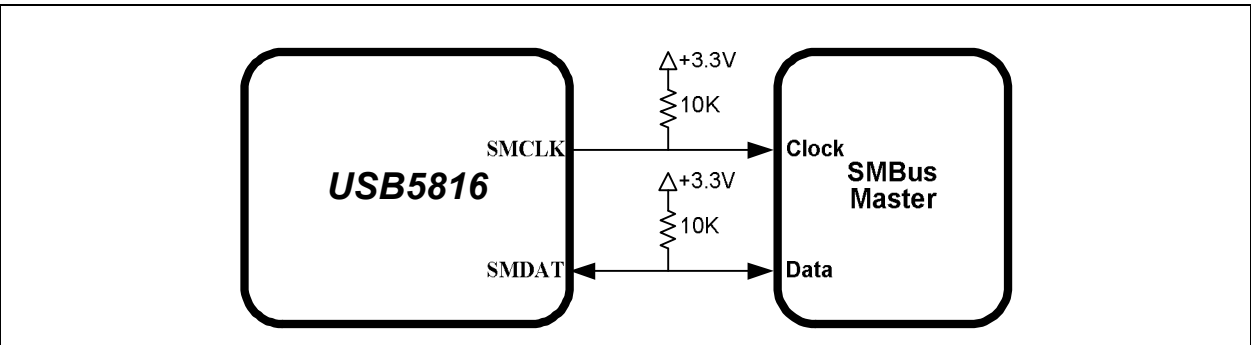 +3.3V
10K
SMCLK
Clock
USB5816
SMBus
Master
+3.3V
10K
SMDAT
Data